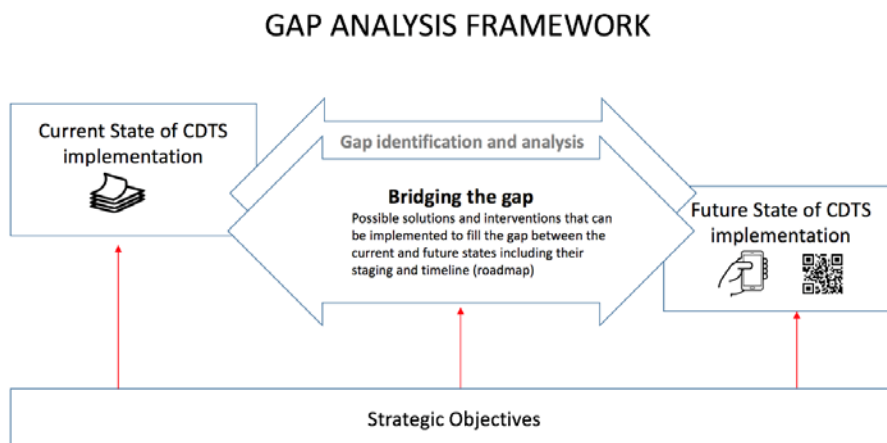 GAP ANALYSIS FRAMEWORK
Current State of CDTS
implementation
Gap identification and analysis
Bridging the gap
Possible solutions and interventions that can
be implemented to fill the gap between the
current and future states including their
staging and timeline (roadmap)
Future State of CDTS
implementation
Strategic Objectives